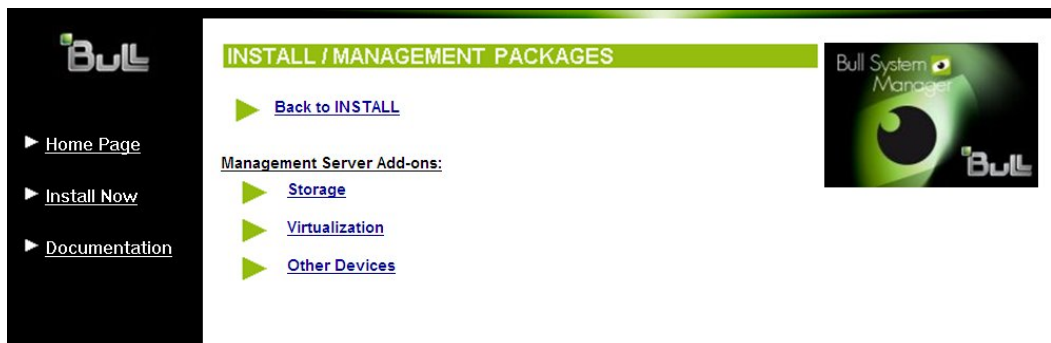 Bull
Home Page
Install Now
Documentation
INSTALL / MANAGEMENT PACKAGES
Back to INSTALL
Management Server Add-ons:
Storage
Virtualization
Other Devices
Bull System
Manager
Bull